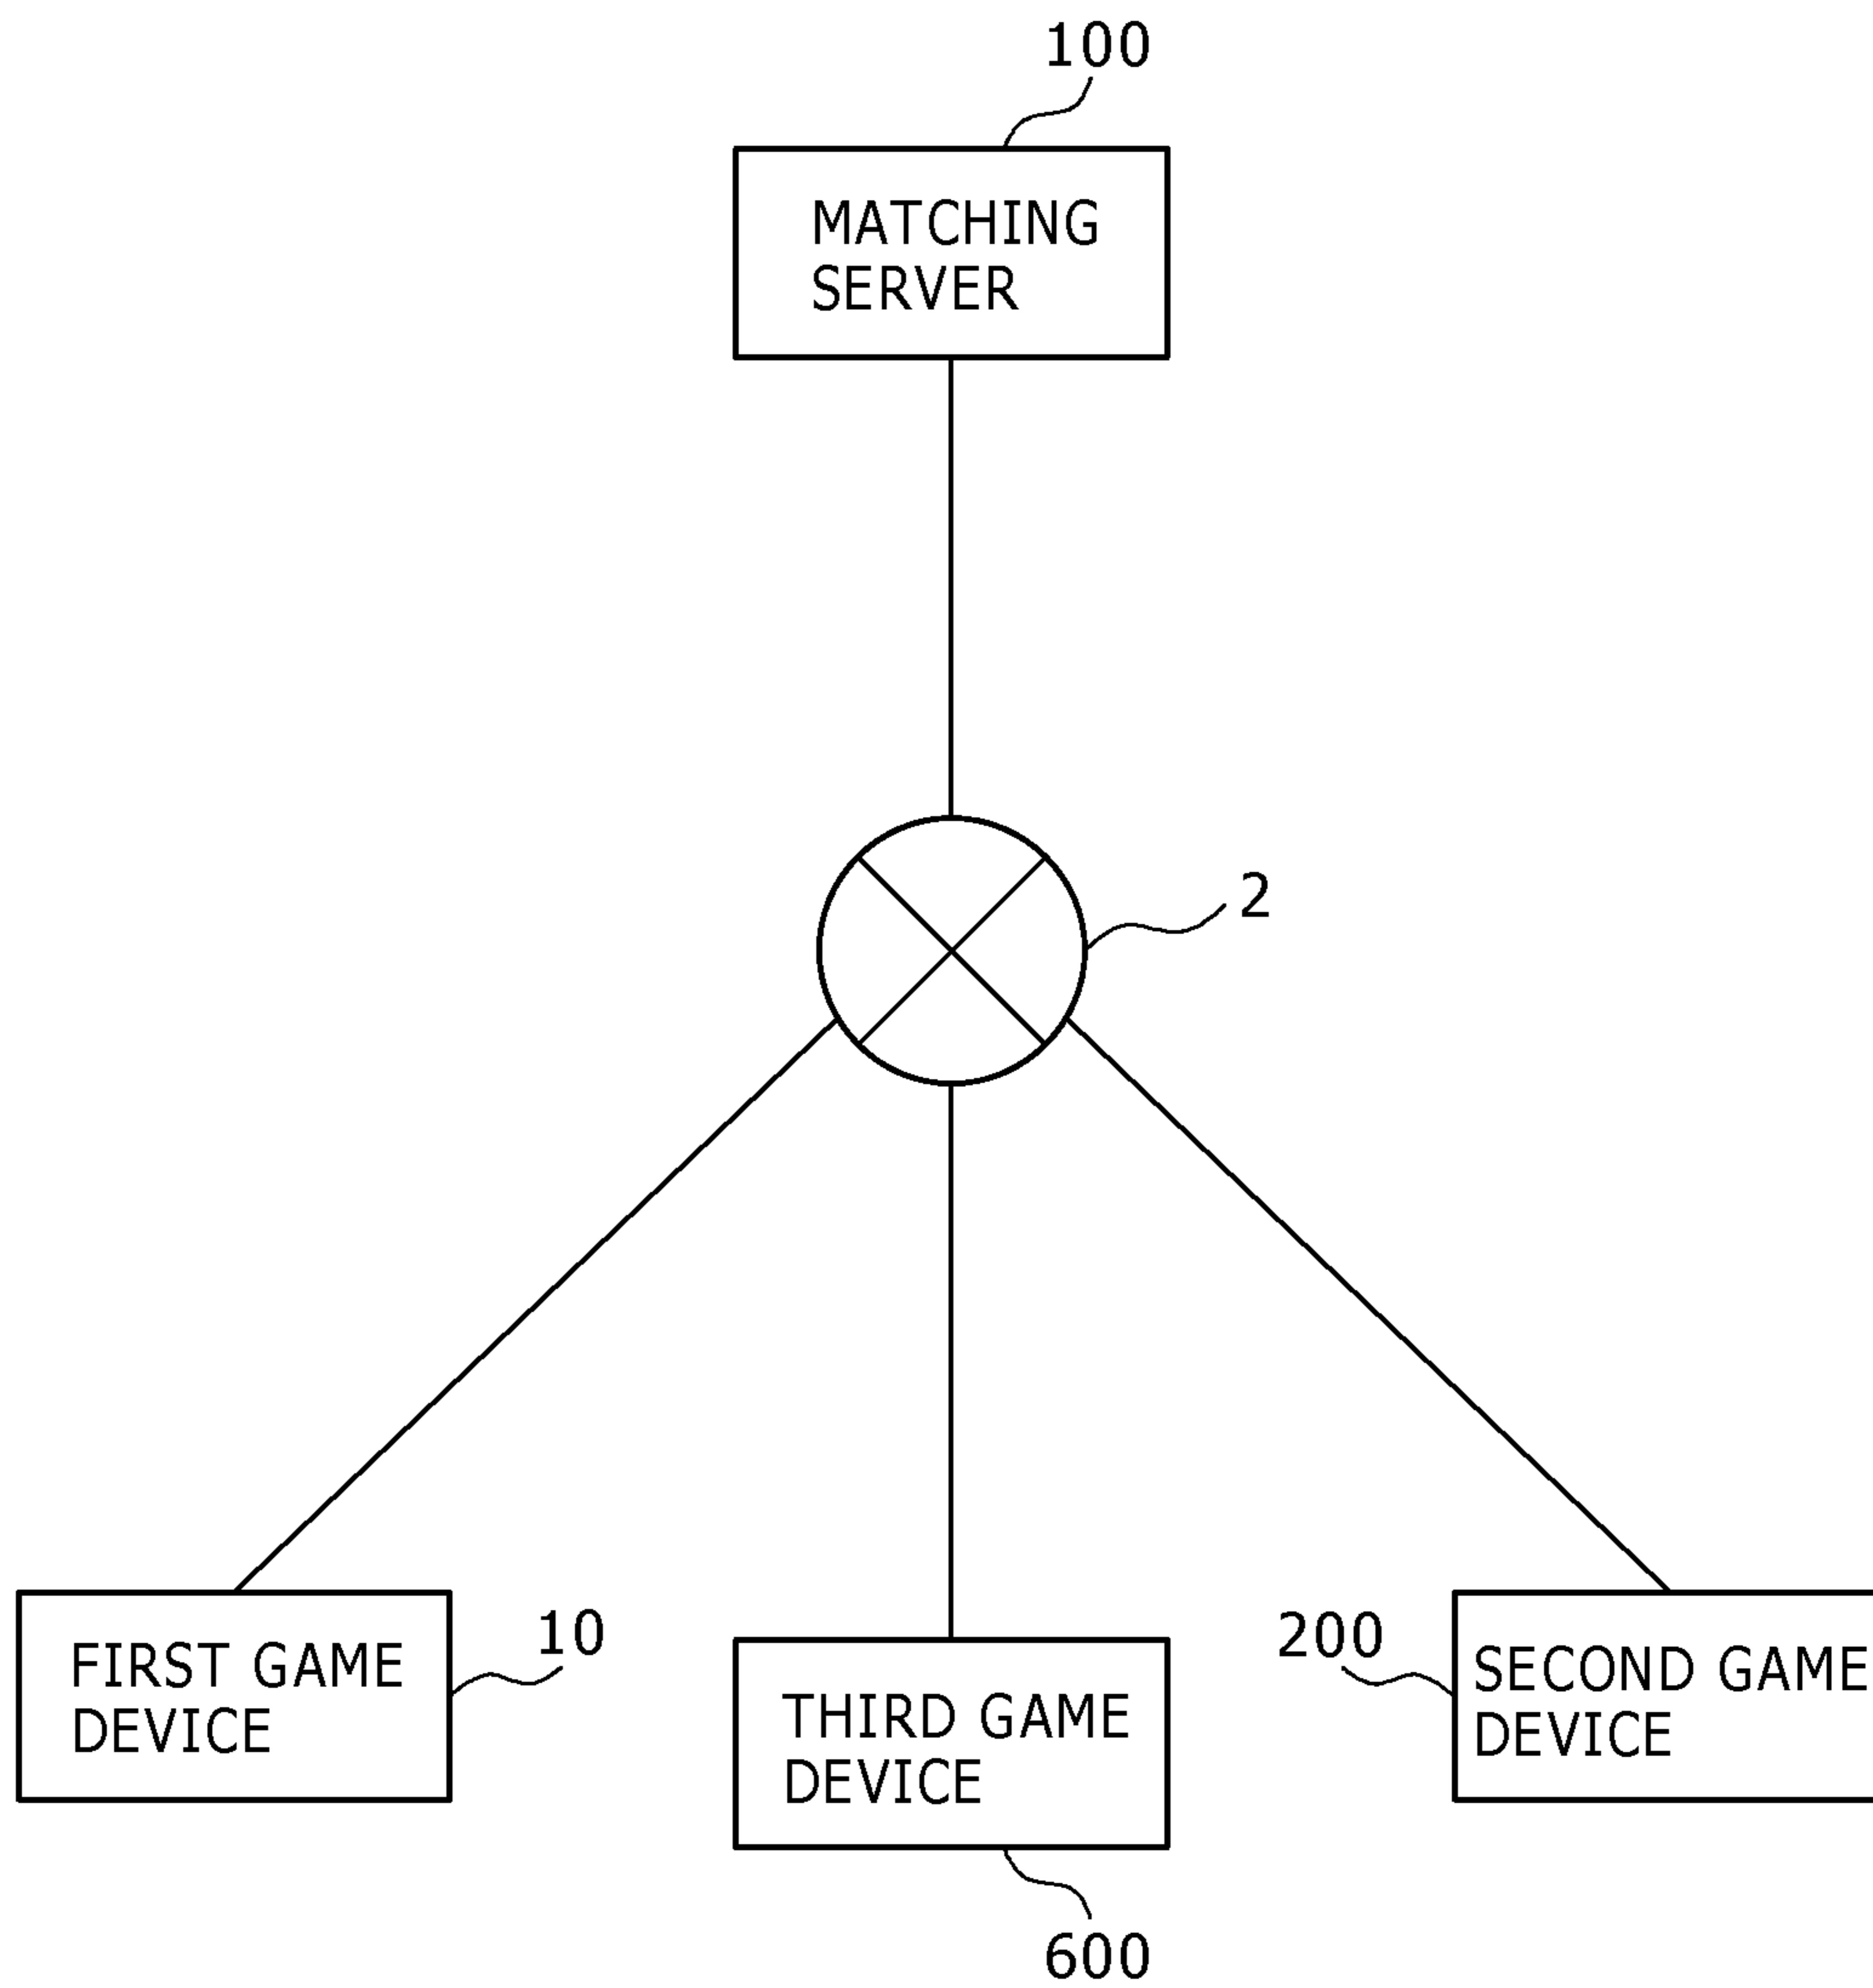 100
MATCHING
SERVER
2
FIRST GAME
DEVICE
10
THIRD GAME
DEVICE
600
200
SECOND GAME
DEVICE